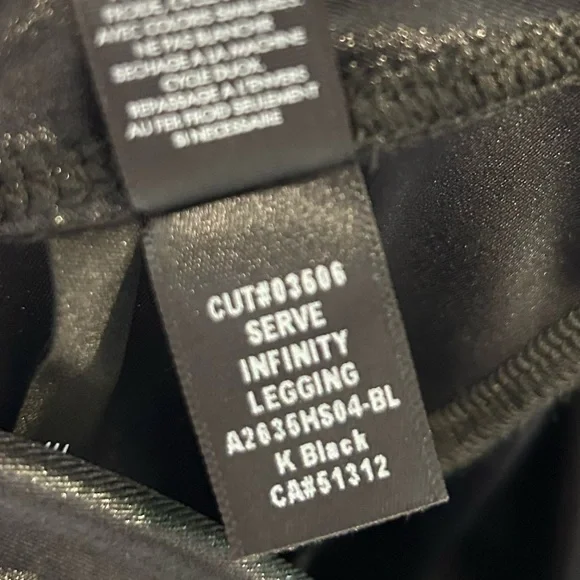 AVEC COLORIS SIMILAIRES
NE PAS BLANCHIR
SECHAGE A LA MACHINE
CYCLE DOUX
REPASSAGE A L'ENVERS
AU FER FROID SEULEMENT
SI NECESSAIRE
CUT#03606
SERVE
INFINITY
LEGGING
A2635HS04-BL
K Black
CA#51312